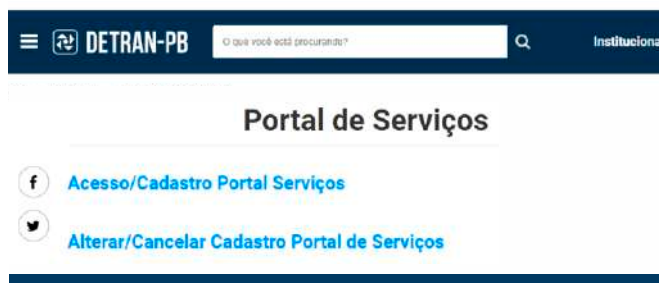 DETRAN-PB
O que você está procurando?
Instituciona
Portal de Serviços
Acesso/Cadastro Portal Serviços
Alterar/Cancelar Cadastro Portal de Serviços